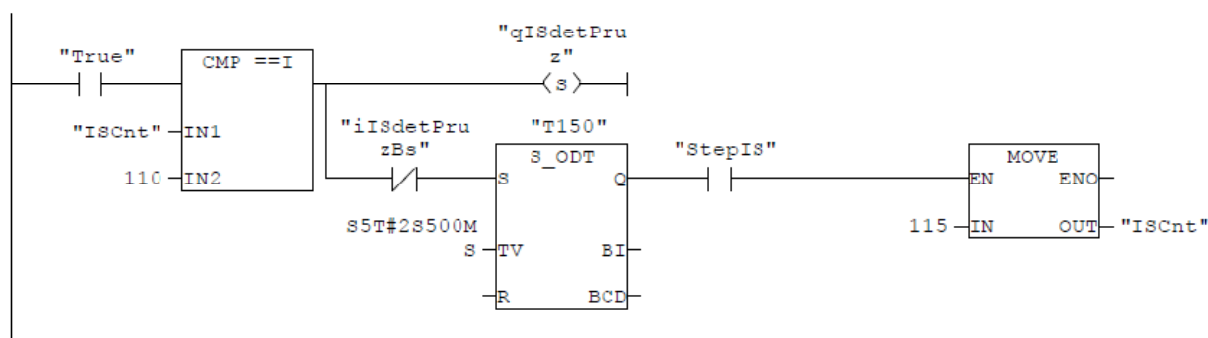 "qISdetPru
z"
"True"
CMP ==I
S
"ISCnt"
IN1
110
IN2
"iISdetPru
zBs"
"T150"
S_ODT
S
Q
"StepIS"
MOVE
EN
ENO
S5T#2S500M
S
TV
BI
115
IN
OUT
"ISCnt"
R
BCD